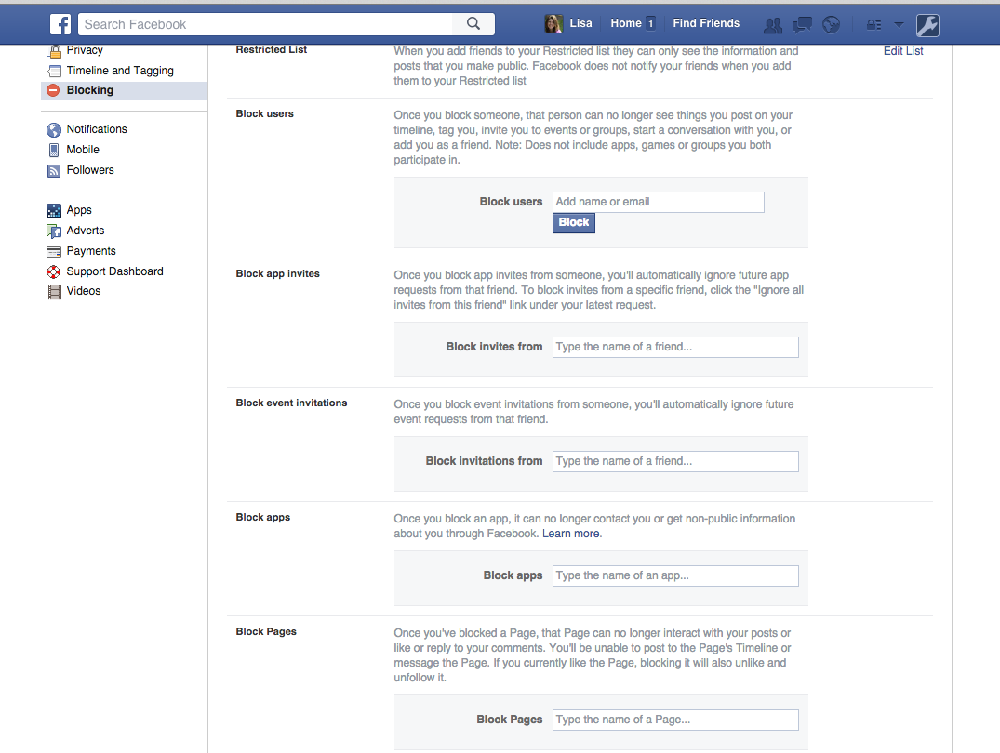 f
Search Facebook
Lisa
Home 1
Find Friends
Privacy
Timeline and Tagging
Blocking
Notifications
Mobile
Followers
Apps
Adverts
Payments
Support Dashboard
Videos
Restricted List
When you add friends to your Restricted list they can only see the information and
posts that you make public. Facebook does not notify your friends when you add
them to your Restricted list
Edit List
Block users
Once you block someone, that person can no longer see things you post on your
timeline, tag you, invite you to events or groups, start a conversation with you, or
add you as a friend. Note: Does not include apps, games or groups you both
participate in.
Block users
Add name or email
Block
Block app invites
Once you block app invites from someone, you'll automatically ignore future app
requests from that friend. To block invites from a specific friend, click the "Ignore all
invites from this friend" link under your latest request.
Block invites from
Type the name of a friend...
Block event invitations
Once you block event invitations from someone, you'll automatically ignore future
event requests from that friend.
Block invitations from
Type the name of a friend...
Block apps
Once you block an app, it can no longer contact you or get non-public information
about you through Facebook. Learn more.
Block apps
Type the name of an app...
Block Pages
Once you've blocked a Page, that Page can no longer interact with your posts or
like or reply to your comments. You'll be unable to post to the Page's Timeline or
message the Page. If you currently like the Page, blocking it will also unlike and
unfollow it.
Block Pages
Type the name of a Page...